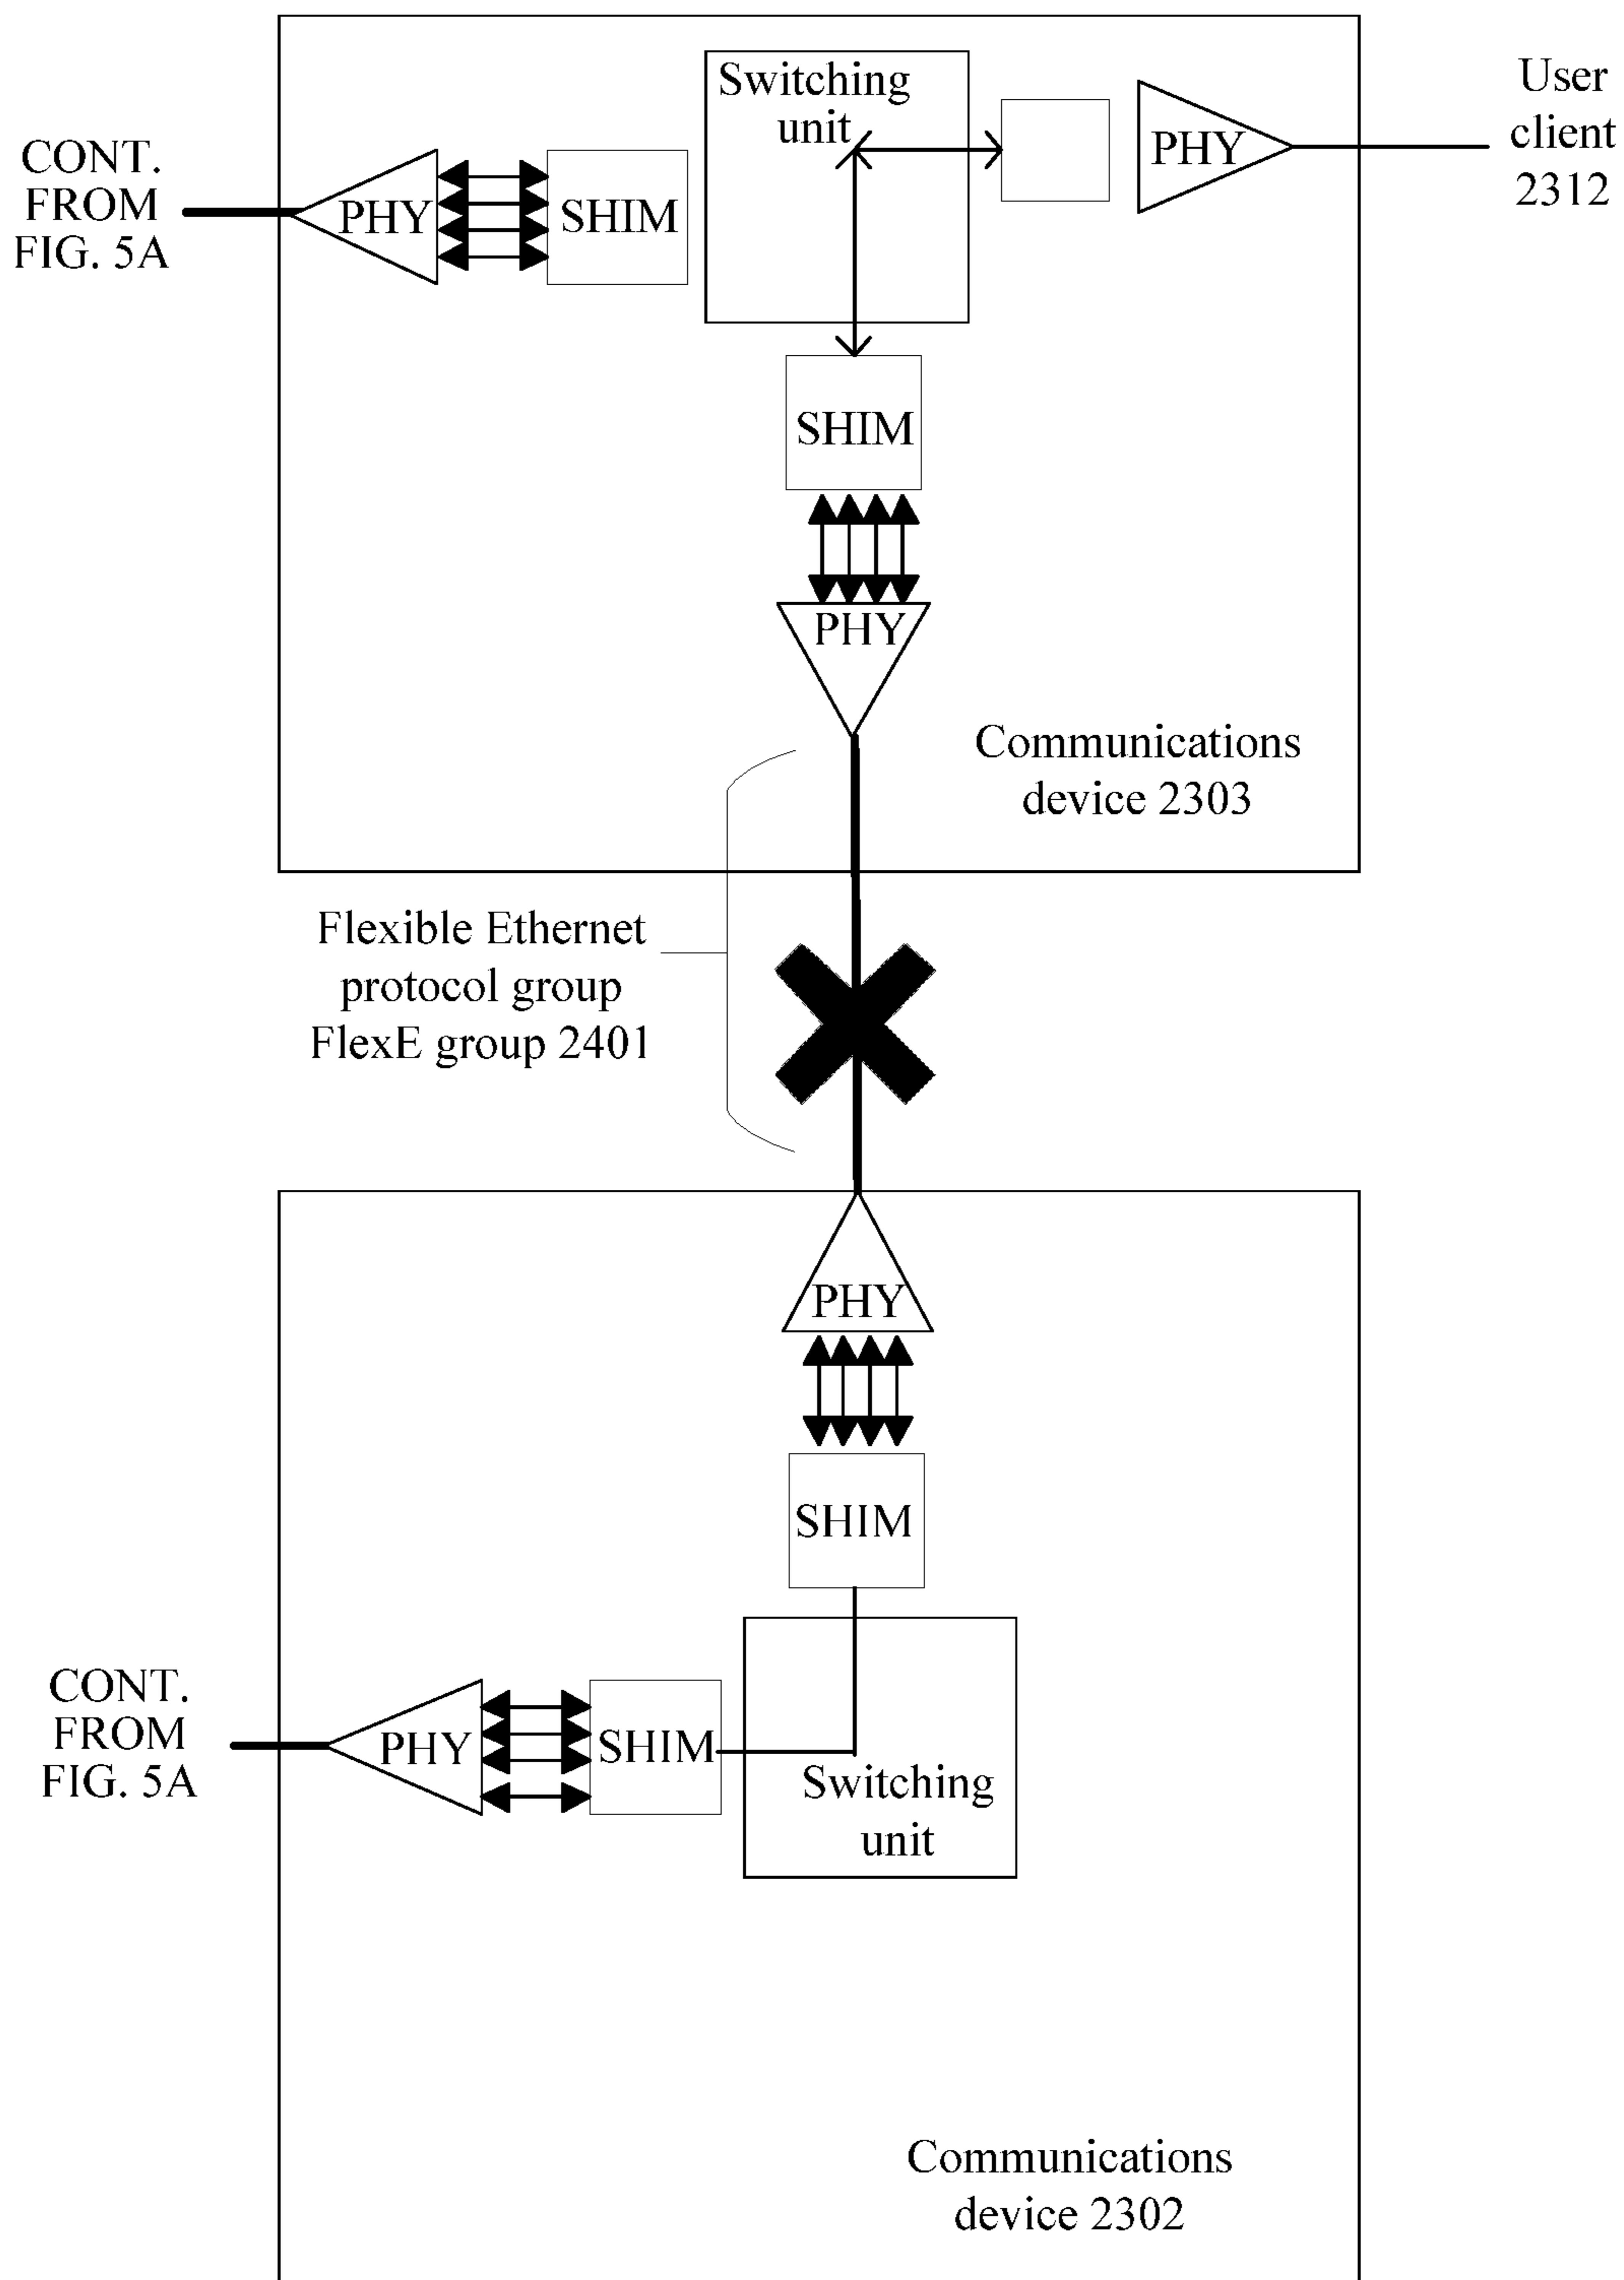 Switching
unit
User
client
2312
PHY
CONT.
FROM
FIG. 5A
PHY
SHIM
SHIM
PHY
Communications
device 2303
Flexible Ethernet
protocol group
FlexE group 2401
PHY
SHIM
CONT.
FROM
FIG. 5A
PHY
SHIM
Switching
unit
Communications
device 2302